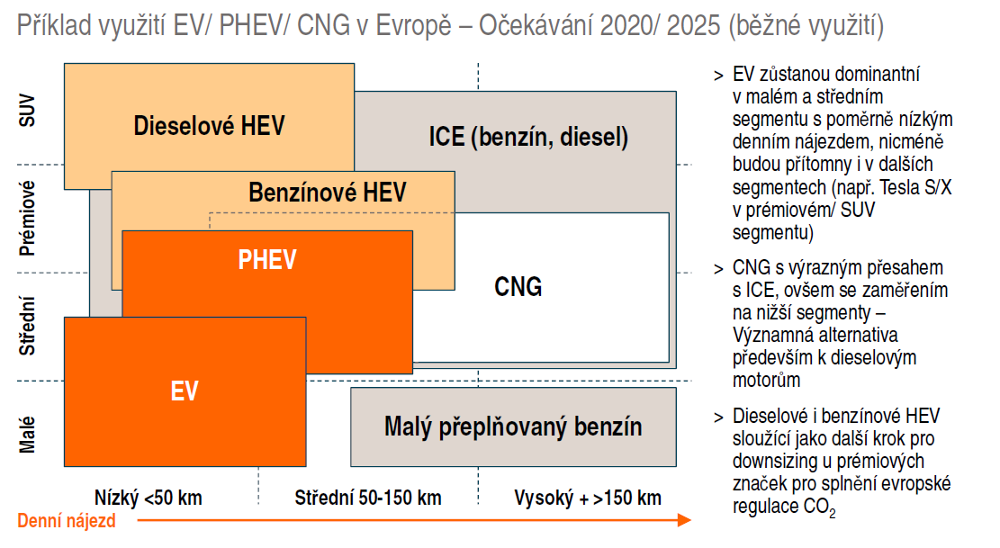 Příklad využití EV/ PHEV/ CNG v Evropě – Očekávání 2020/ 2025 (běžné využití)
SUV
Prémiové
Střední
Malé
Dieselové HEV
ICE (benzín, diesel)
Benzínové HEV
PHEV
CNG
EV
Malý přeplňovaný benzín
Nízký <50 km
Střední 50-150 km
Vysoký + >150 km
Denní nájezd
> EV zůstanou dominantní
v malém a středním
segmentu s poměrně nízkým
denním nájezdem, nicméně
budou přítomny i v dalších
segmentech (např. Tesla S/X
v prémiovém/ SUV
segmentu)
> CNG s výrazným přesahem
s ICE, ovšem se zaměřením
na nižší segmenty –
Významná alternativa
především k dieselovým
motorům
> Dieselové i benzínové HEV
sloužící jako další krok pro
downsizing u prémiových
značek pro splnění evropské
regulace CO₂